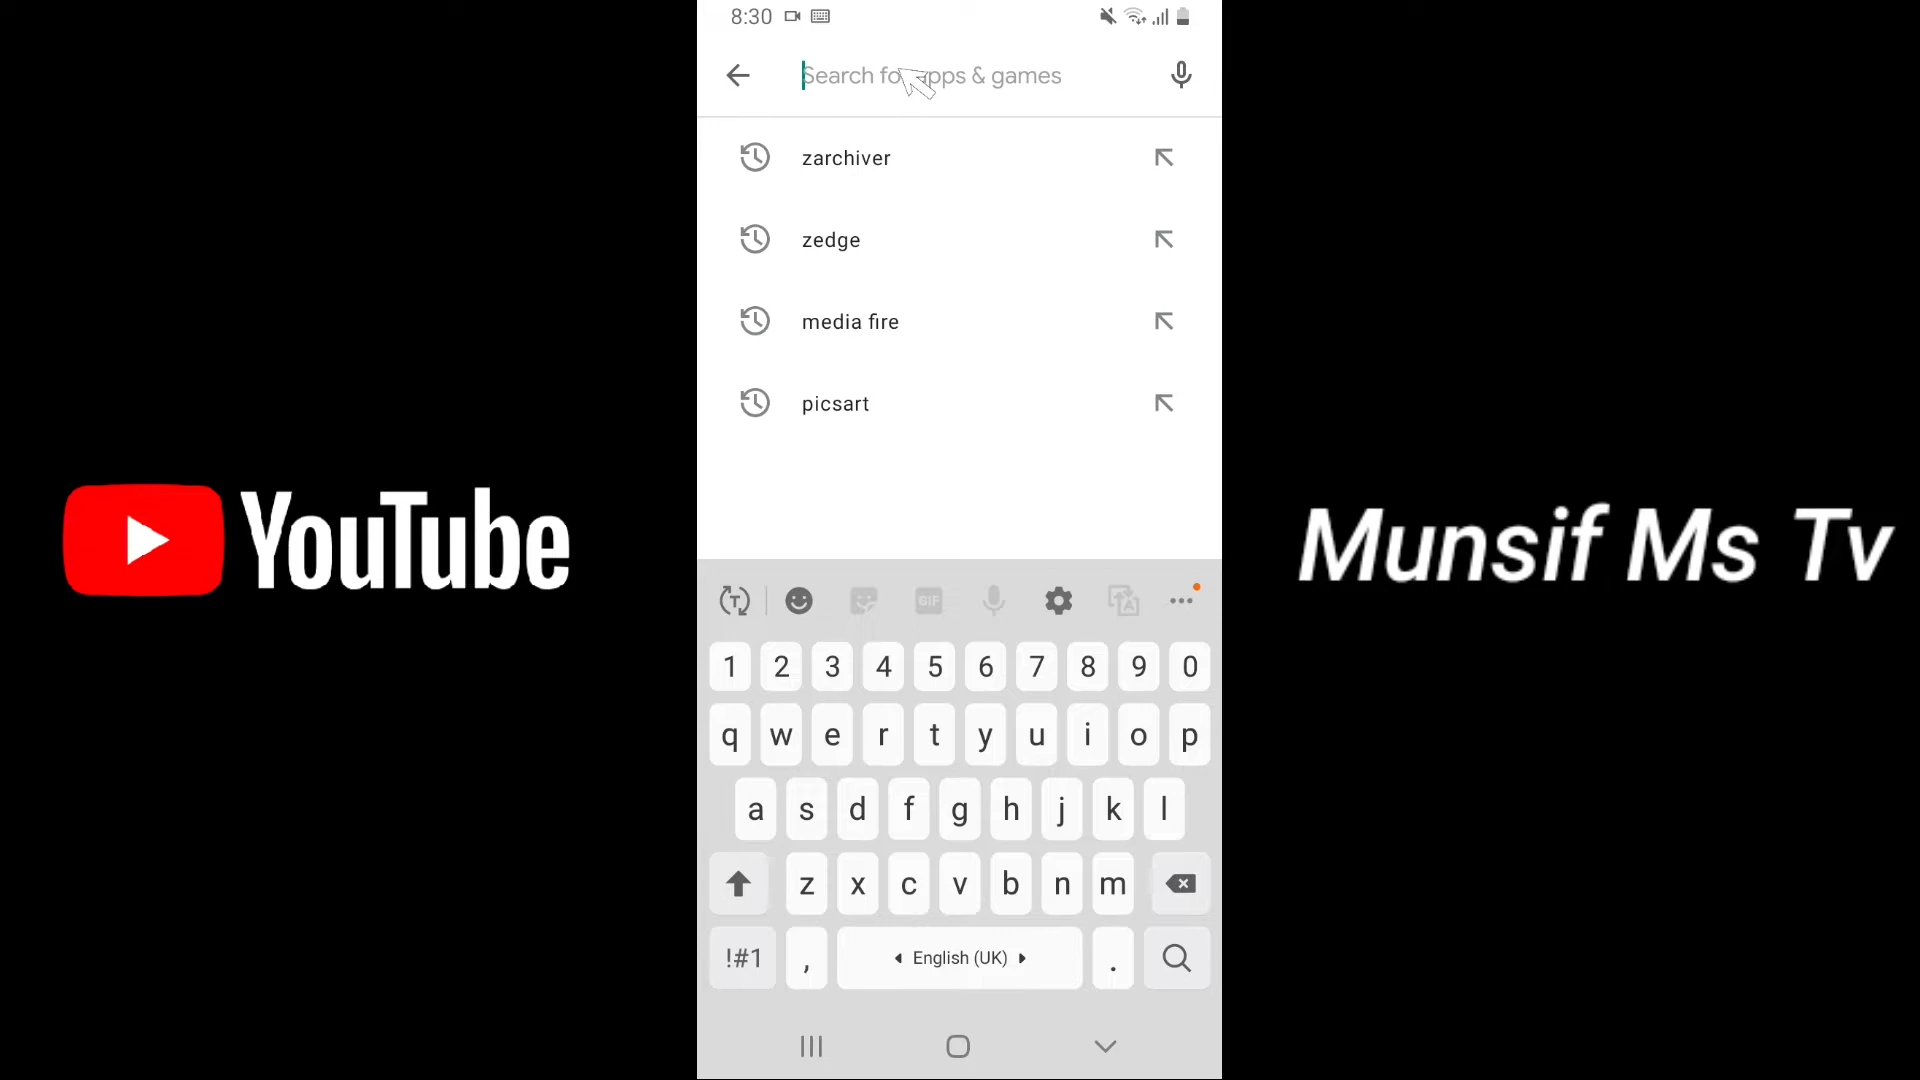 8:30
Search for apps & games
zarchiver
zedge
media fire
picsart
YouTube
Munsif Ms Tv
GIF
1 2 3 4 5 6 7 8 9 0
q w e r t y u i o p
a s d f g h j k l
z x c v b n m
!#1 , English (UK) .